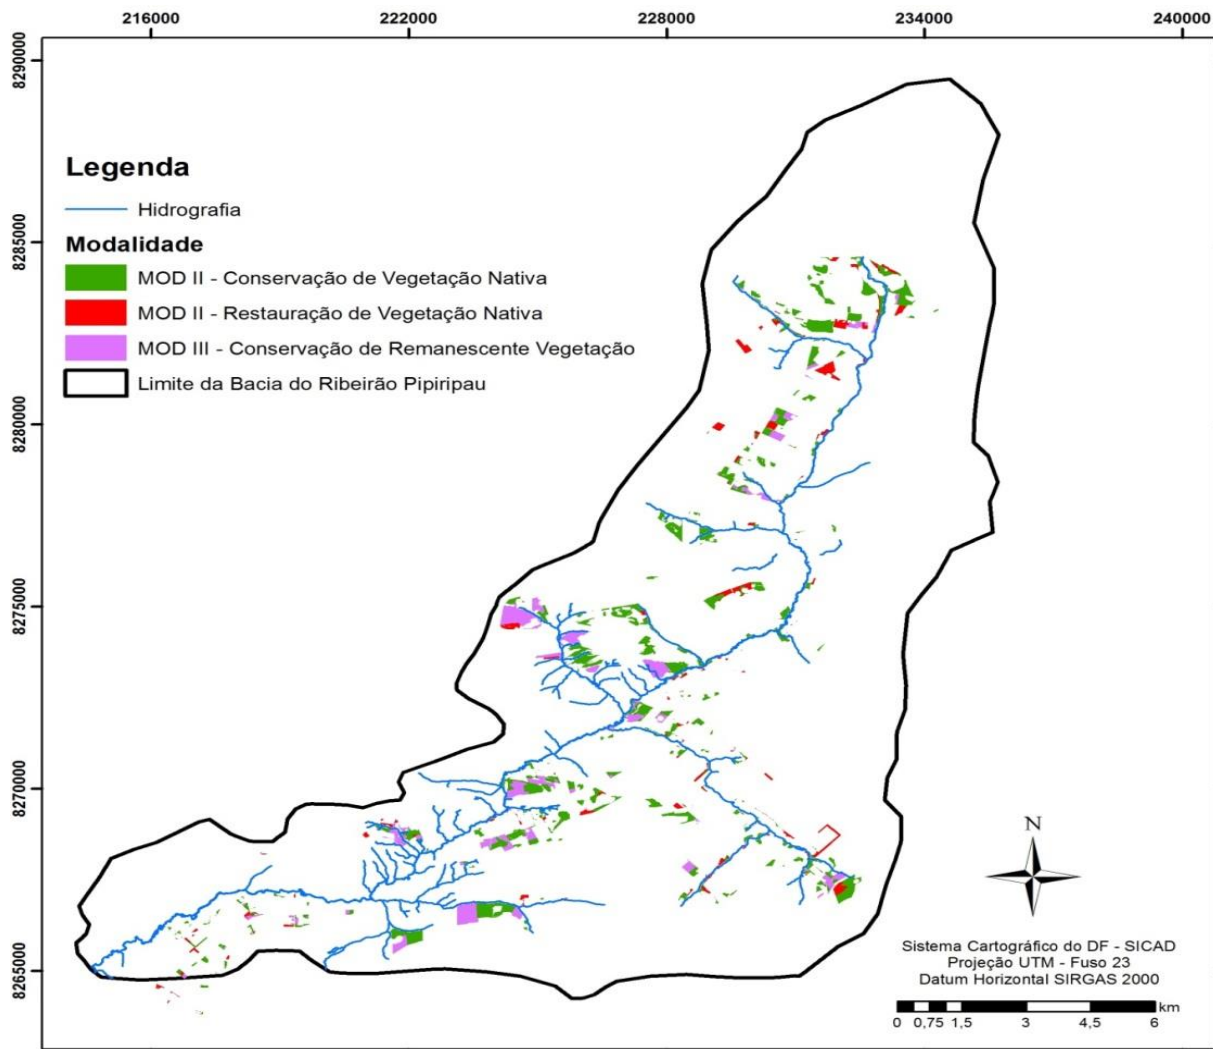 216000 222000 228000 234000 240000
8290000
8285000
8280000
8275000
8270000
8265000
Legenda
Hidrografia
Modalidade
MOD II - Conservação de Vegetação Nativa
MOD II - Restauração de Vegetação Nativa
MOD III - Conservação de Remanescente Vegetação
Limite da Bacia do Ribeirão Pipiripau
N
Sistema Cartográfico do DF - SICAD
Projeção UTM - Fuso 23
Datum Horizontal SIRGAS 2000
km
0 0,75 1,5 3 4,5 6